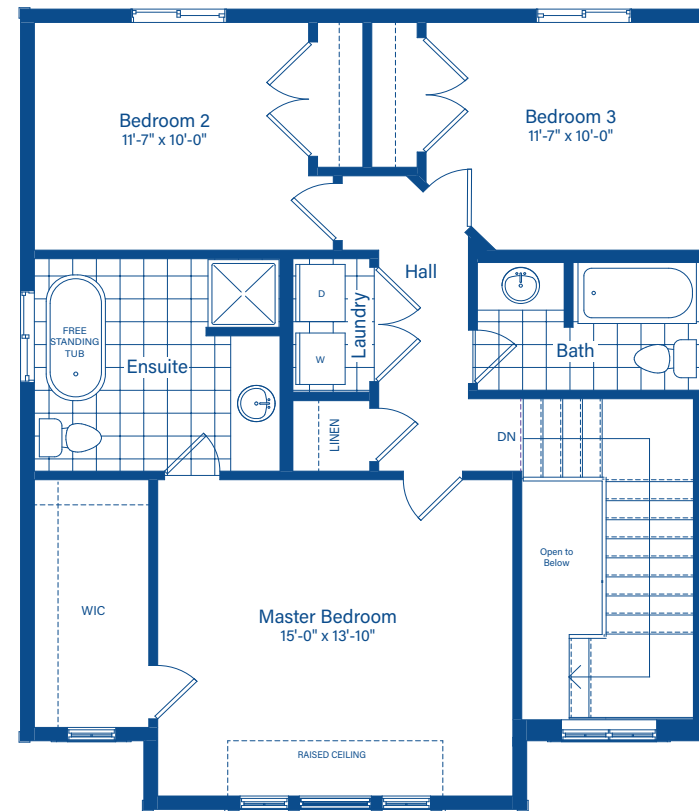 Bedroom 2
11'-7" x 10'-0"
Bedroom 3
11'-7" x 10'-0"
Hall
D
W
Laundry
FREE
STANDING
TUB
Ensuite
Bath
LINEN
DN
Open to
Below
WIC
Master Bedroom
15'-0" x 13'-10"
RAISED CEILING